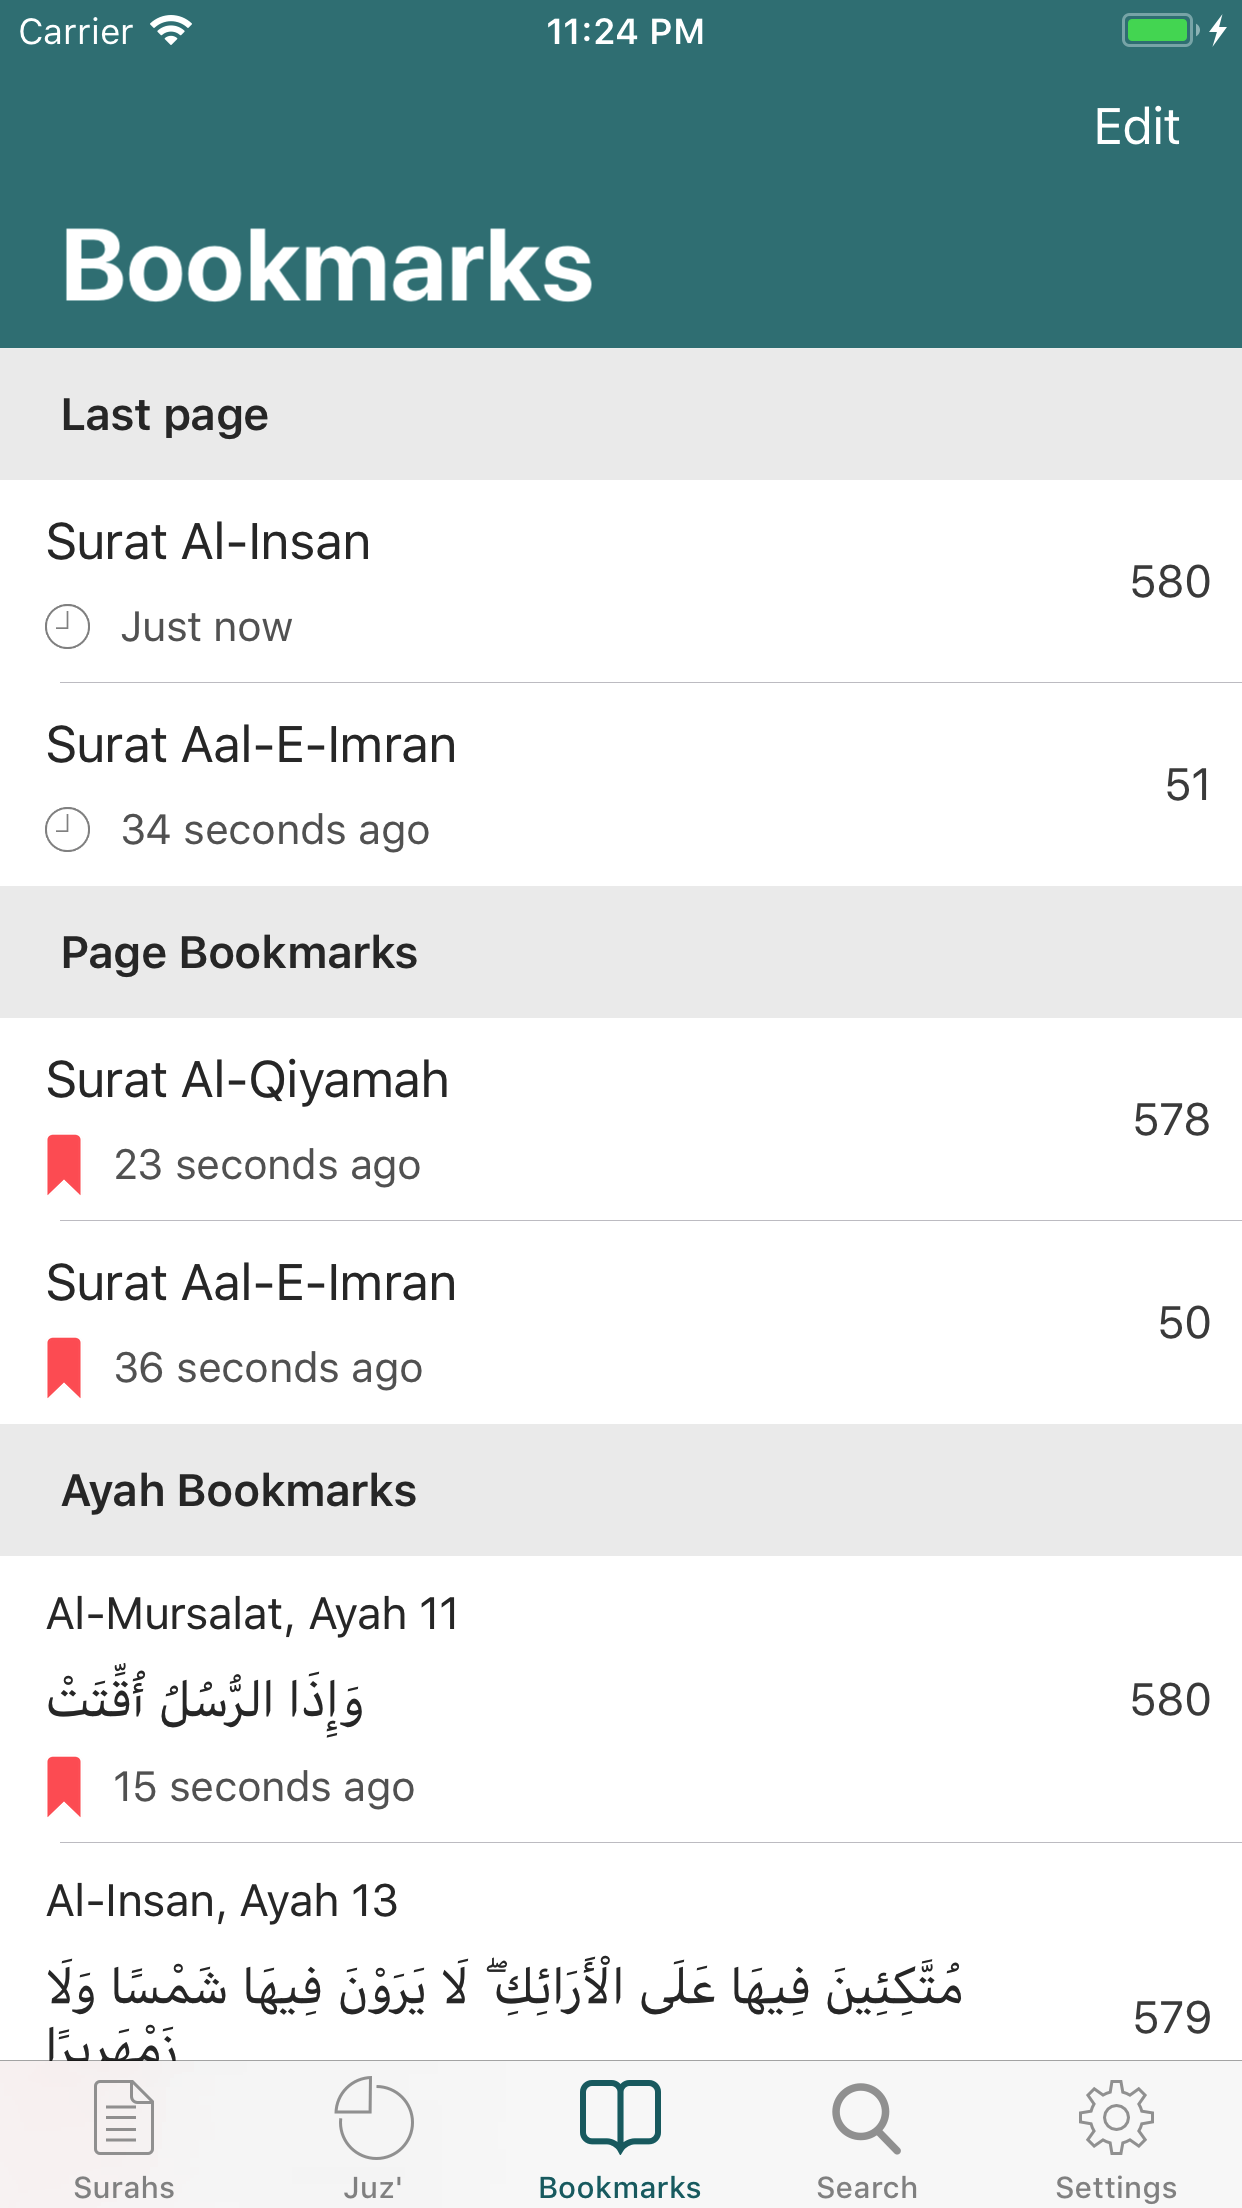 Carrier
11:24 PM
Edit
Bookmarks
Last page
Surat Al-Insan
580
Just now
Surat Aal-E-Imran
51
34 seconds ago
Page Bookmarks
Surat Al-Qiyamah
578
23 seconds ago
Surat Aal-E-Imran
50
36 seconds ago
Ayah Bookmarks
Al-Mursalat, Ayah 11
وَإِذَا الرُّسُلُ أُقِّتَتْ
580
15 seconds ago
Al-Insan, Ayah 13
مُتَّكِئِينَ فِيهَا عَلَى الْأَرَائِكِ ۖ لَا يَرَوْنَ فِيهَا شَمْسًا وَلَا
579
زَمْهَرِيرًا
Surahs
Juz'
Bookmarks
Search
Settings